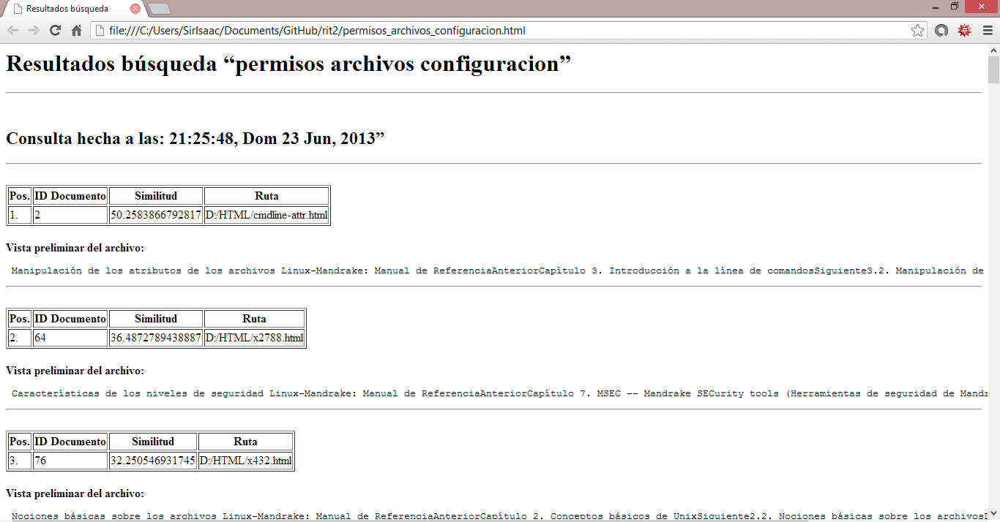 Resultados búsqueda
file:///C:/Users/SirIsaac/Documents/GitHub/rit2/permisos_archivos_configuracion.html
Resultados búsqueda “permisos archivos configuracion”
Consulta hecha a las: 21:25:48, Dom 23 Jun, 2013”
Pos. ID Documento Similitud Ruta
1. 2 50.2583866792817 D:/HTML/cmdline-attr.html
Vista preliminar del archivo:
Manipulación de los atributos de los archivos Linux-Mandrake: Manual de ReferenciaAnteriorCapítulo 3. Introducción a la línea de comandosSiguiente3.2. Manipulación de
Pos. ID Documento Similitud Ruta
2. 64 36.4872789438887 D:/HTML/x2788.html
Vista preliminar del archivo:
Características de los niveles de seguridad Linux-Mandrake: Manual de ReferenciaAnteriorCapítulo 7. MSEC -- Mandrake SECurity tools (Herramientas de seguridad de Mandr
Pos. ID Documento Similitud Ruta
3. 76 32.250546931745 D:/HTML/x432.html
Vista preliminar del archivo:
Nociones básicas sobre los archivos Linux-Mandrake: Manual de ReferenciaAnteriorCapítulo 2. Conceptos básicos de UnixSiguiente2.2. Nociones básicas sobre los archivos